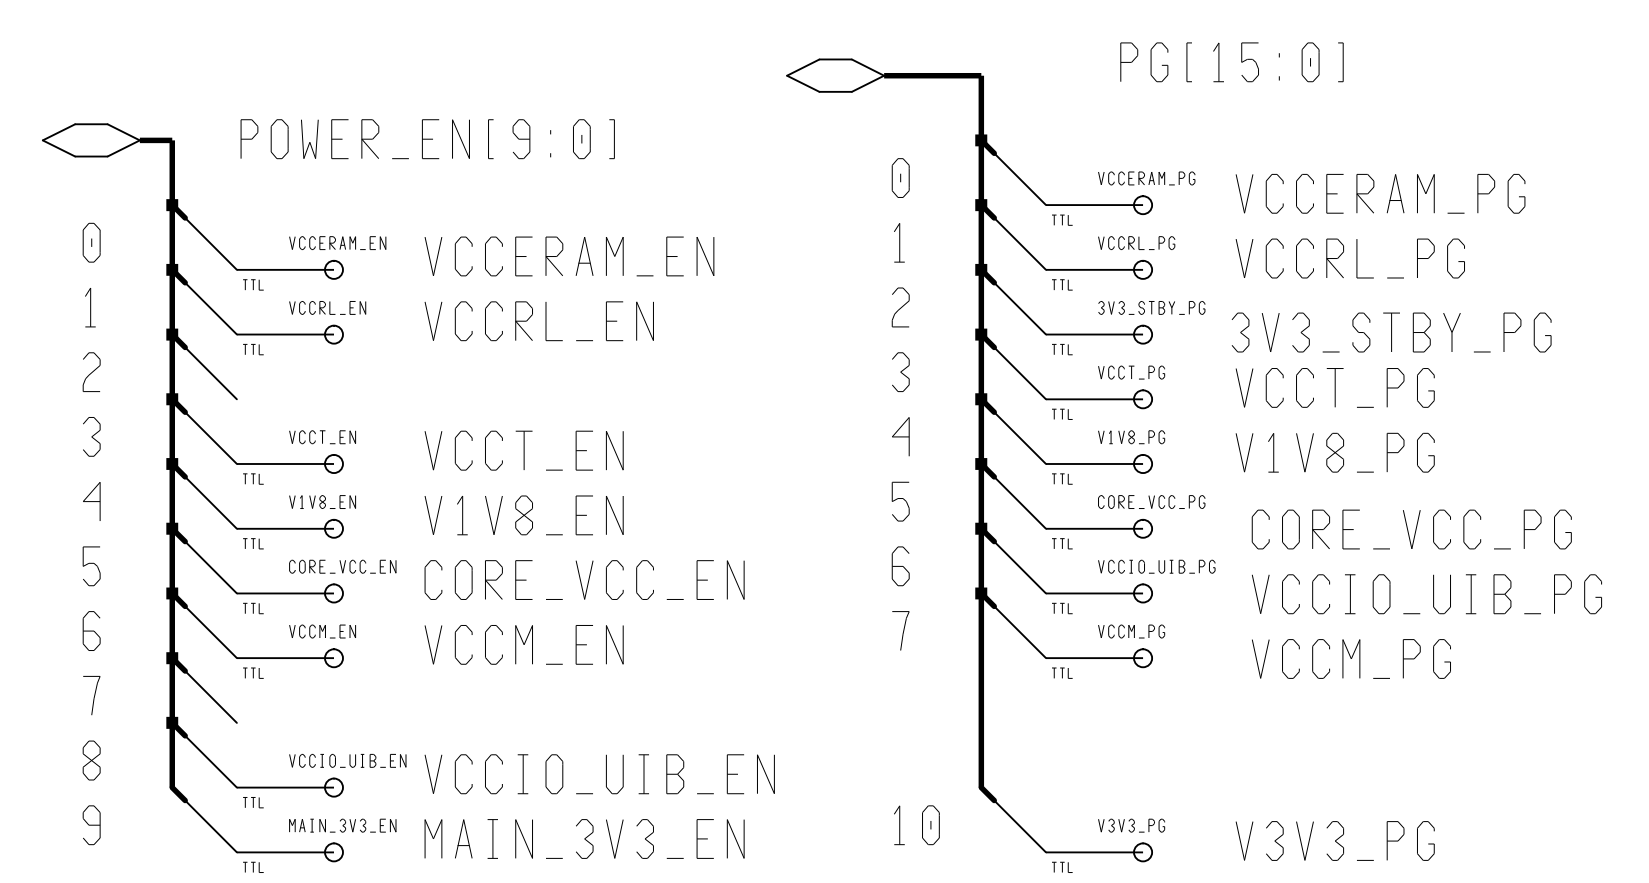 POWER_EN[9:0]
0 VCCERAM_EN VCCERAM_EN
TTL
1 VCCRL_EN VCCRL_EN
TTL
2
3 VCCT_EN VCCT_EN
TTL
4 V1V8_EN V1V8_EN
TTL
5 CORE_VCC_EN CORE_VCC_EN
TTL
6 VCCM_EN VCCM_EN
TTL
7
8 VCCIO_UIB_EN VCCIO_UIB_EN
TTL
9 MAIN_3V3_EN MAIN_3V3_EN
TTL
PG[15:0]
0 VCCERAM_PG VCCERAM_PG
TTL
1 VCCRL_PG VCCRL_PG
TTL
2 3V3_STBY_PG 3V3_STBY_PG
TTL
3 VCCT_PG VCCT_PG
TTL
4 V1V8_PG V1V8_PG
TTL
5 CORE_VCC_PG CORE_VCC_PG
TTL
6 VCCIO_UIB_PG VCCIO_UIB_PG
TTL
7 VCCM_PG VCCM_PG
TTL
10 V3V3_PG V3V3_PG
TTL